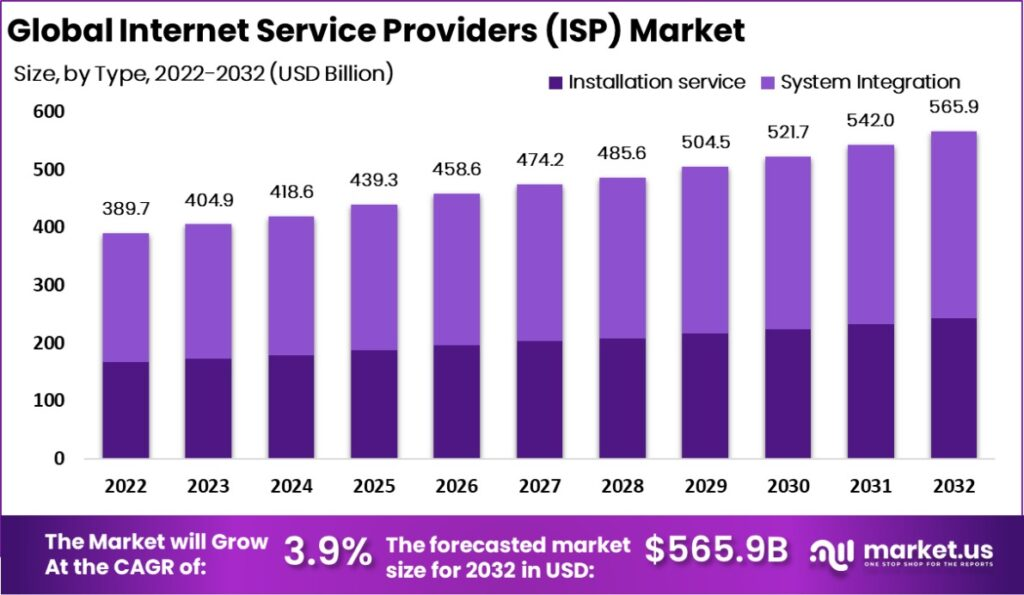 Global Internet Service Providers (ISP) Market
Size, by Type, 2022-2032 (USD Billion)
Installation service
System Integration
600
500
400
300
200
100
0
389.7
404.9
418.6
439.3
458.6
474.2
485.6
504.5
521.7
542.0
565.9
2022
2023
2024
2025
2026
2027
2028
2029
2030
2031
2032
The Market will Grow
At the CAGR of:
3.9%
The forecasted market
size for 2032 in USD:
$565.9B
market.us
ONE STOP SHOP FOR THE REPORTS